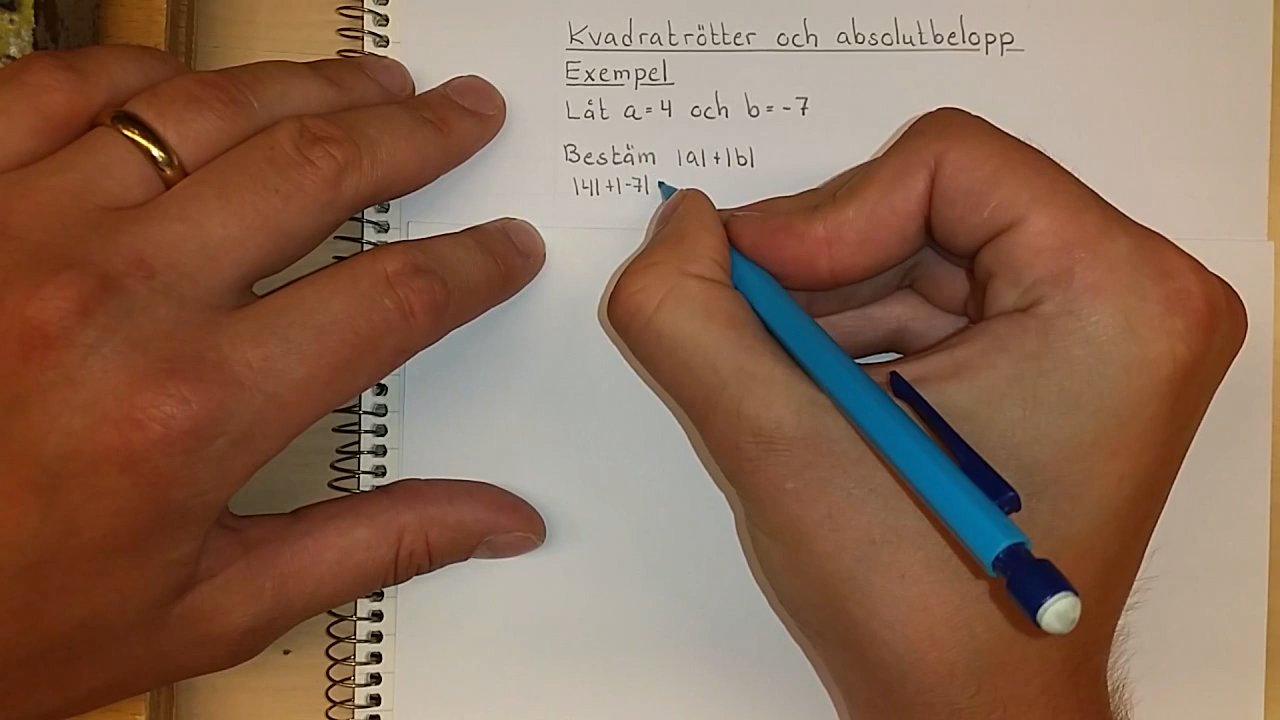 Kvadratrötter och absolutbelopp
Exempel
Låt a=4 och b=-7
Bestäm |a|+|b|
|4|+|-7|